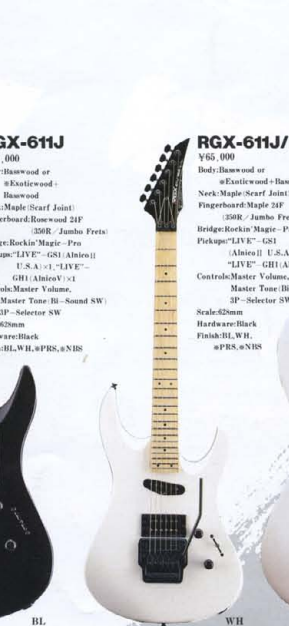 GX-611J
,000
:Basswood or
※Exoticwood+
Basswood
:Maple(Scarf Joint)
erboard:Rosewood 24F
(350R/Jumbo Frets)
ge:Rockin'Magic-Pro
ups:"LIVE"-GS1(Alnico II
U.S.A)×1,"LIVE"-
GH1(AlnicoV)×1
ols:Master Volume,
Master Tone(Bi-Sound SW)
3P-Selector SW
628mm
ware:Black
:BL,WH,※PRS,※NBS
RGX-611J/
¥65,000
Body:Basswood or
※Exoticwood+Bass
Neck:Maple(Scarf Joint)
Fingerboard:Maple 24F
(350R/Jumbo Fre
Bridge:Rockin'Magic-P
Pickups:"LIVE"-GS1
(Alnico II U.S.A
"LIVE"-GH1(Al
Controls:Master Volume,
Master Tone(Bi
3P-Selector SW
Scale:628mm
Hardware:Black
Finish:BL,WH,
※PRS,※NBS
BL
WH